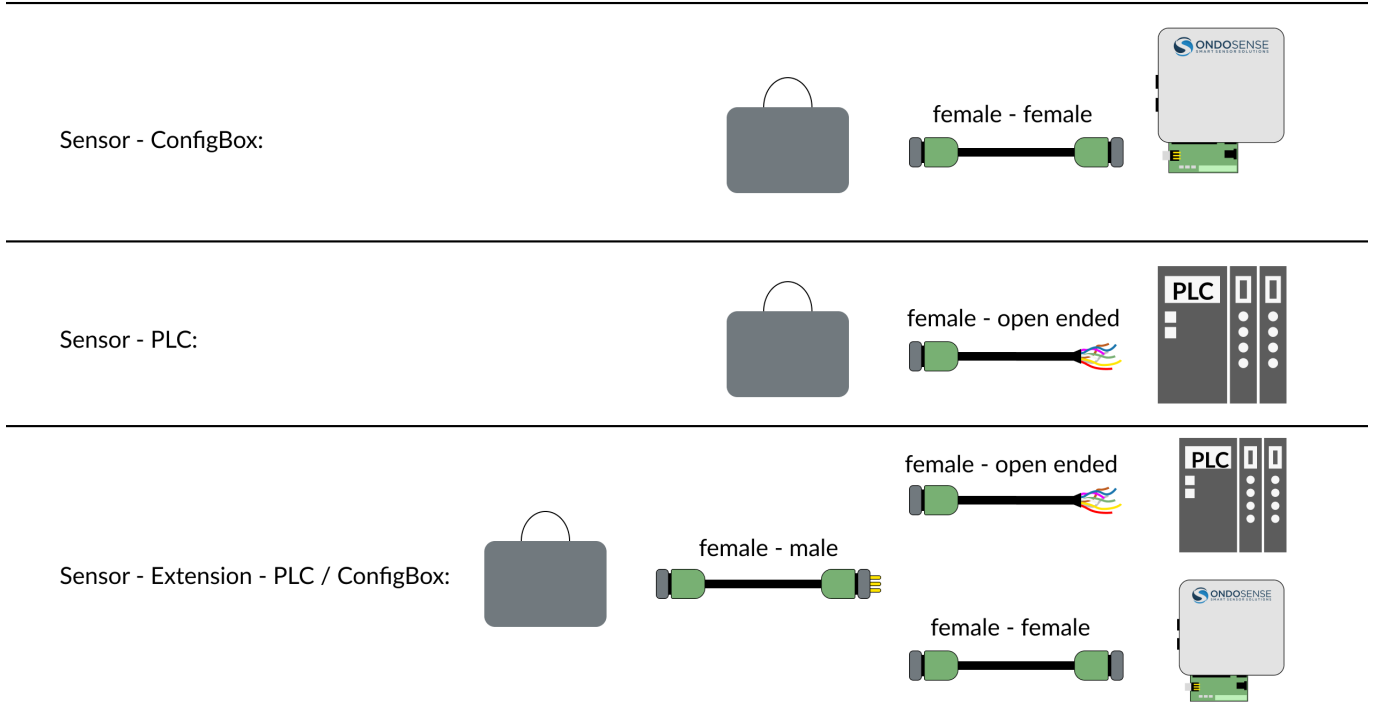 ONDOSENSE
SMART SENSOR SOLUTIONS
female - female
Sensor - ConfigBox:
PLC
female - open ended
Sensor - PLC:
female - open ended
PLC
female - male
Sensor - Extension - PLC / ConfigBox:
ONDOSENSE
SMART SENSOR SOLUTIONS
female - female